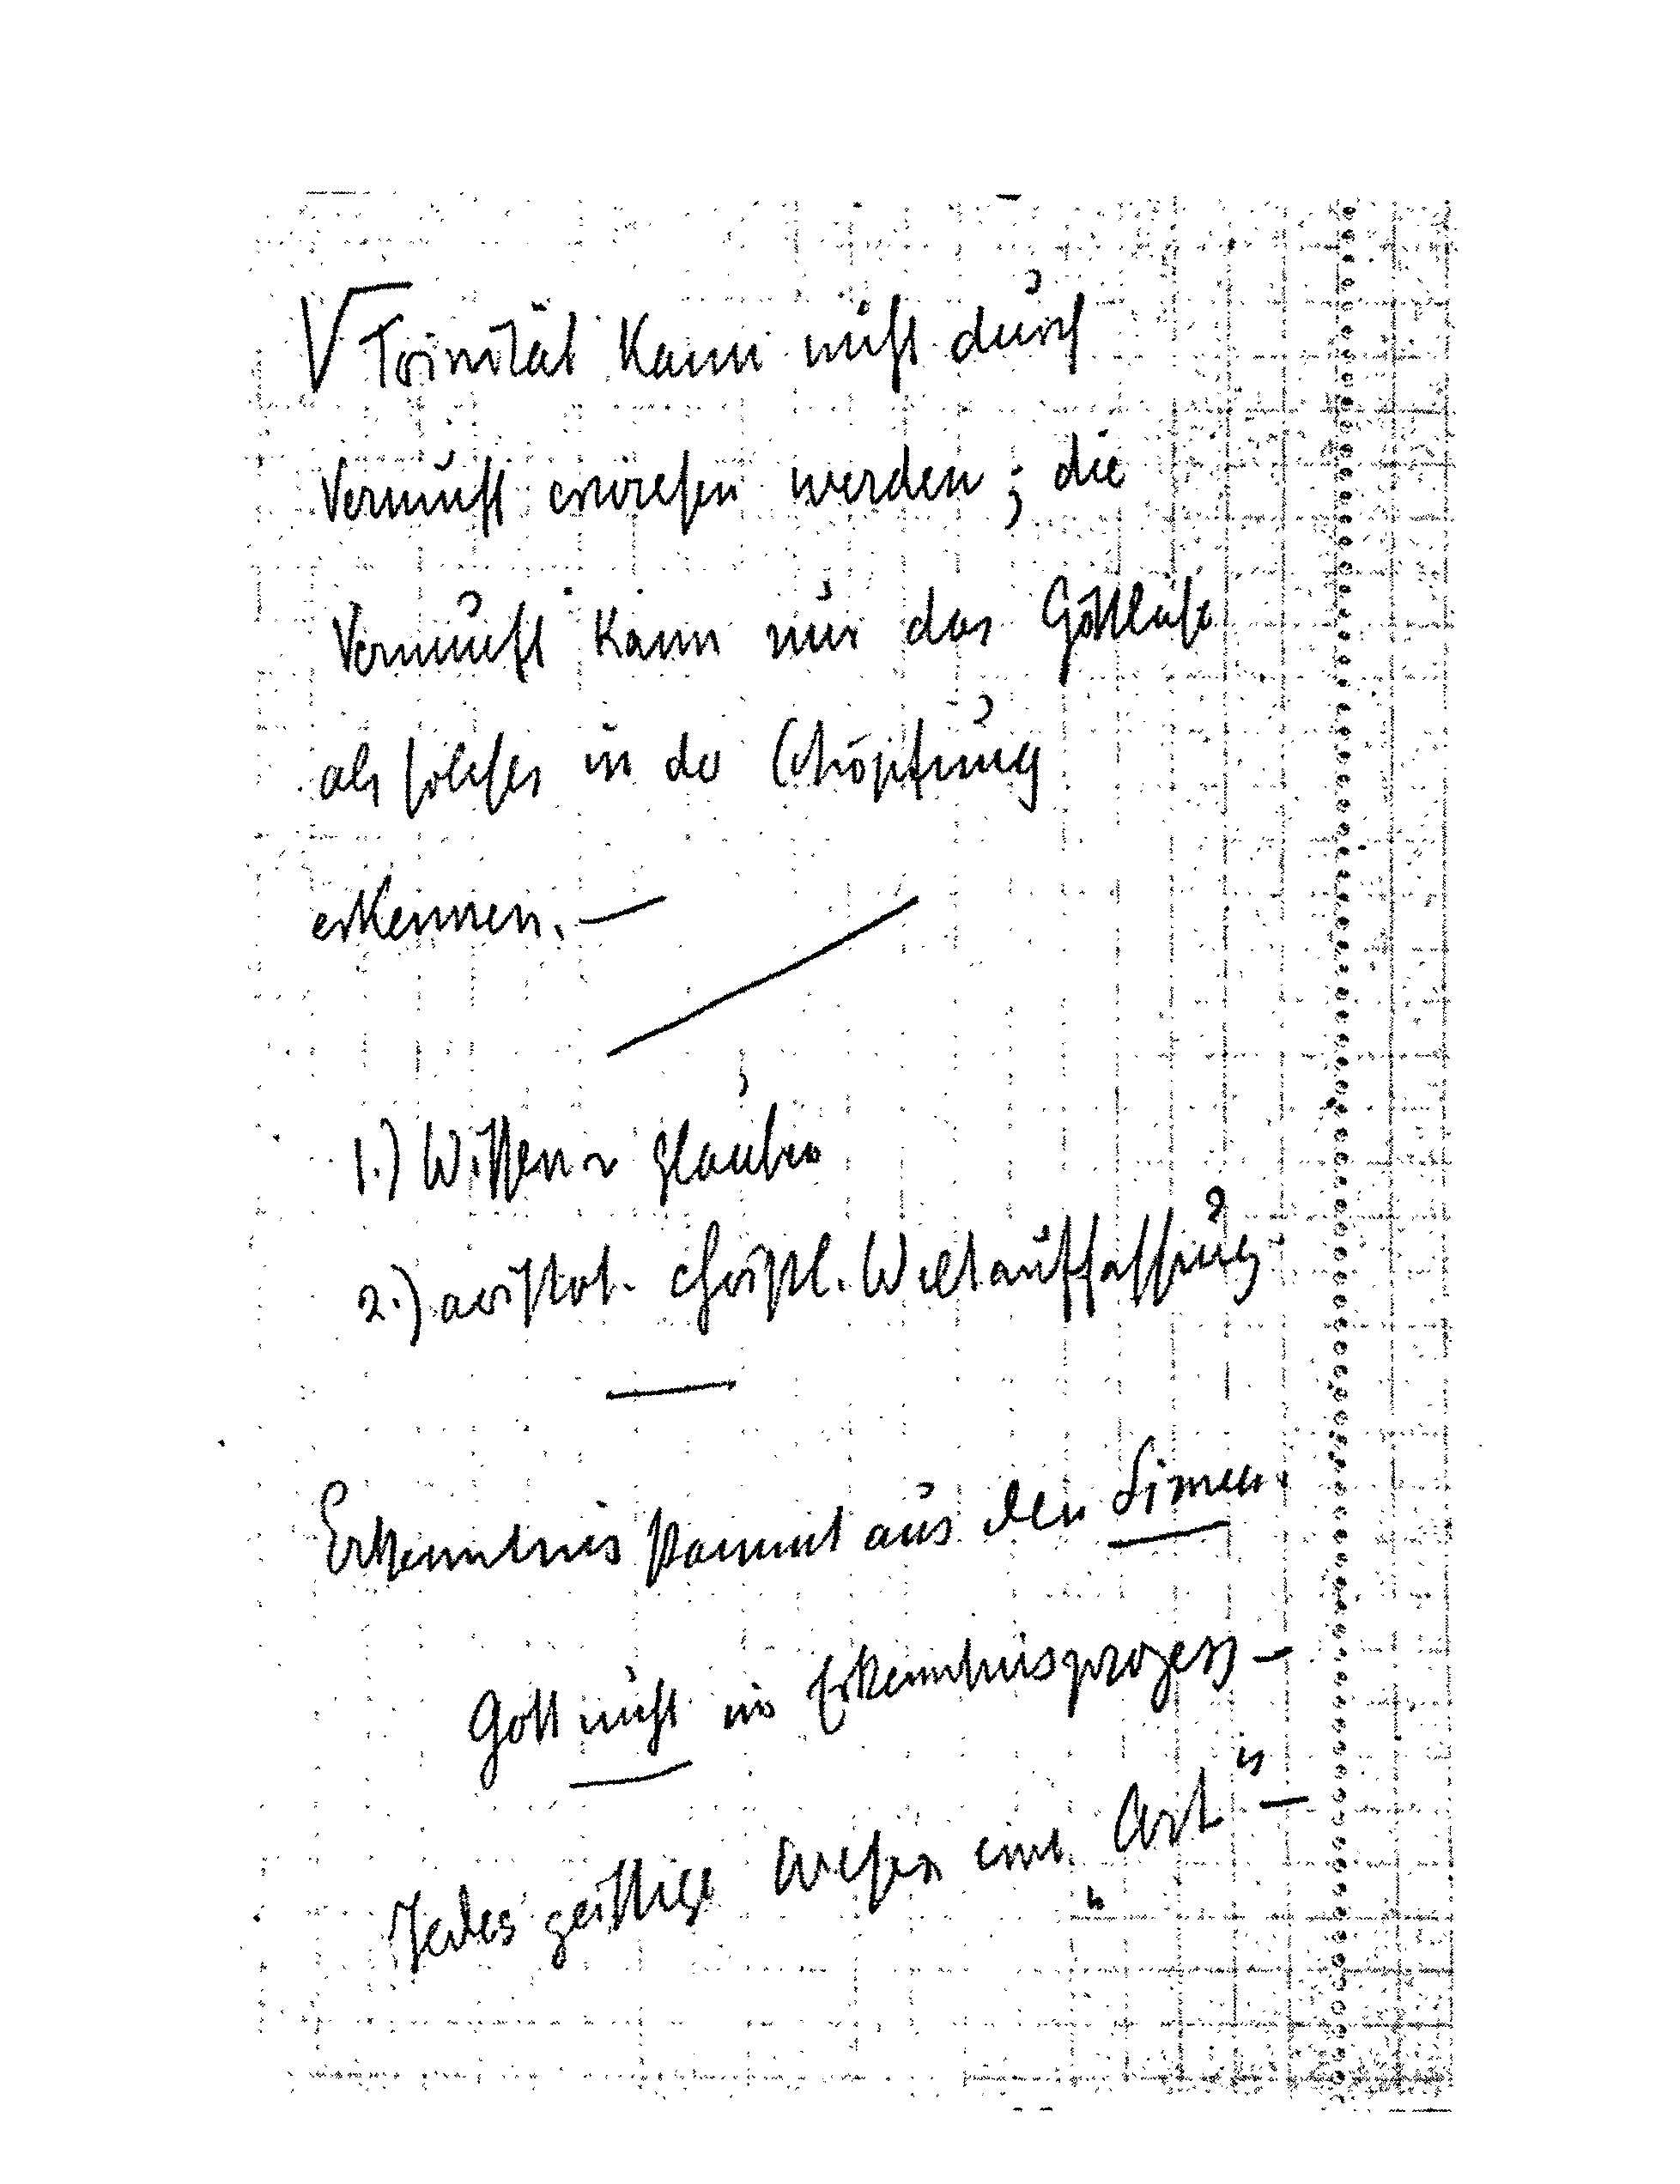 √ Trinität kann nicht durch
Vernunft erwiesen werden; die
Vernunft kann nur das Göttliche
als solches in der Schöpfung
erkennen. —
1.) Wissen u glauben
2.) aristot. christl. Weltauffassung
Erkenntnis stammt aus den Sinnen.
Gott nicht im Erkenntnisprozess –
Jedes geistige Wesen eine „Art“ –